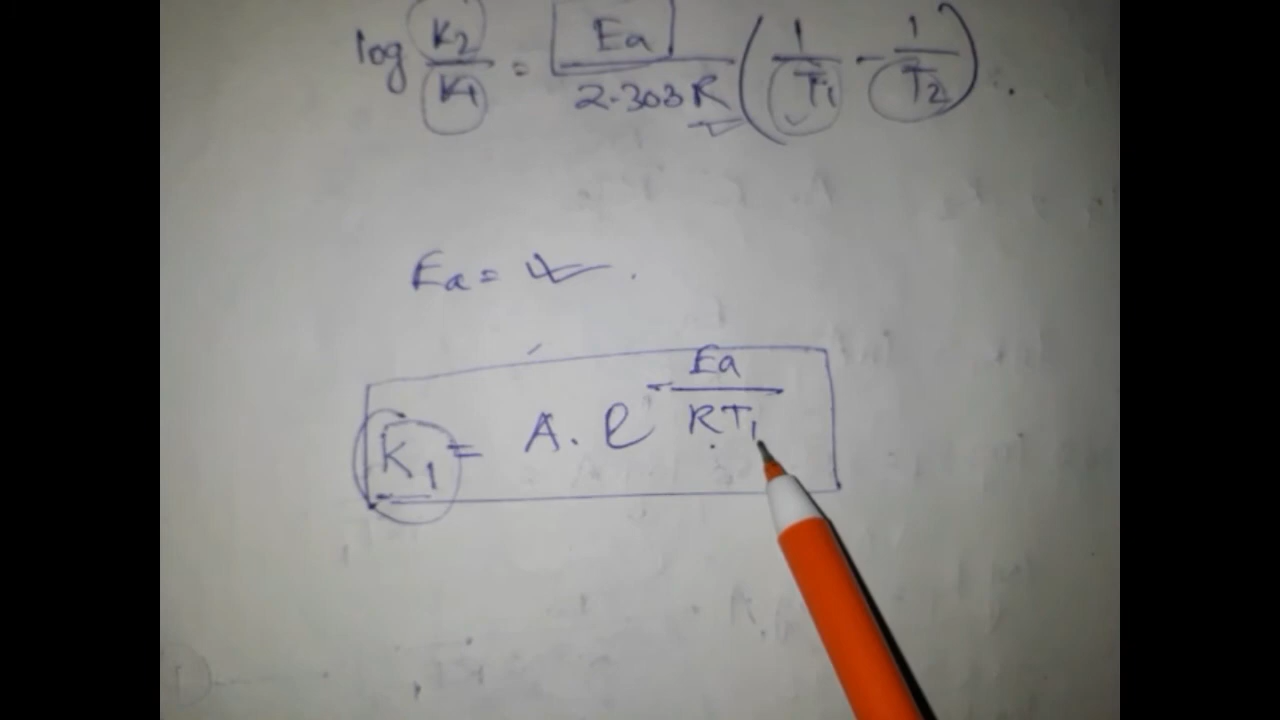 log K2/K1 = Ea/2.303R (1/T1 - 1/T2).
Ea = ✓.
K1 = A. e^-Ea/RT1